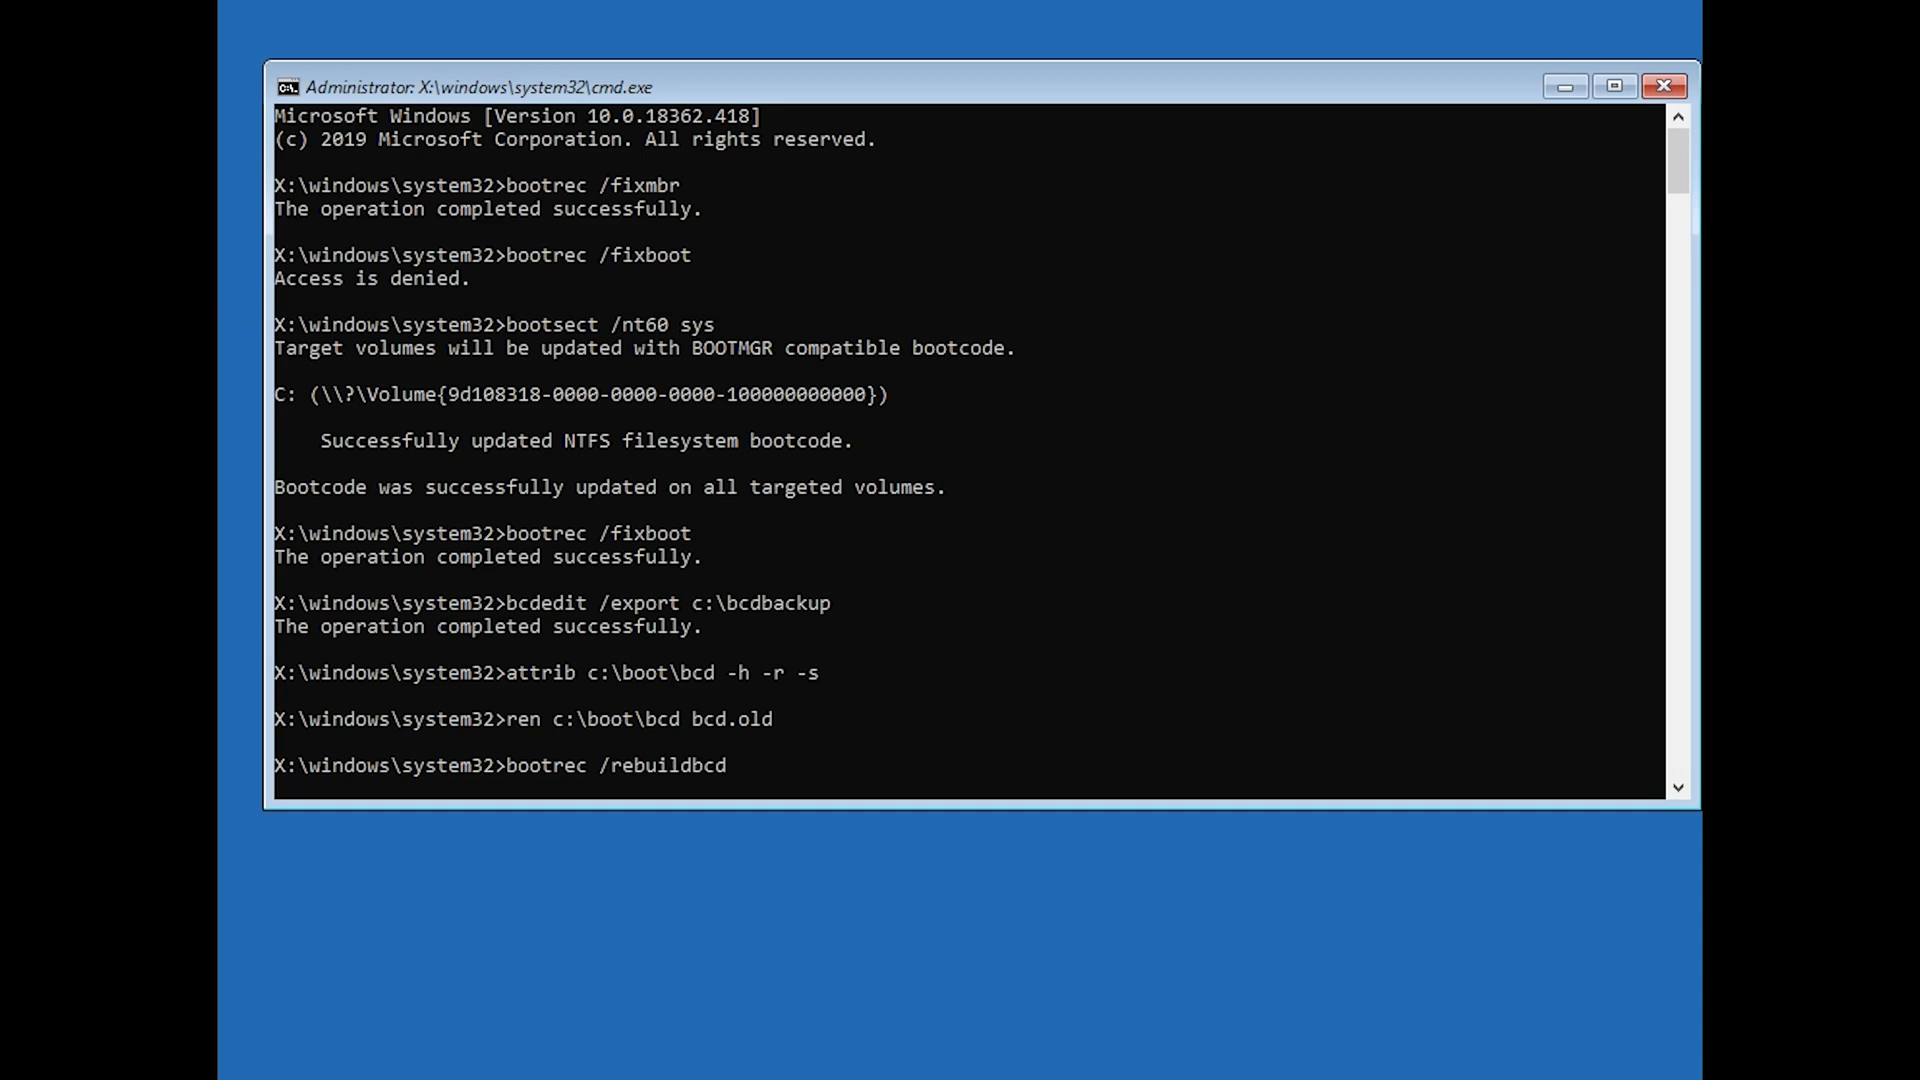 Administrator: X:\windows\system32\cmd.exe
Microsoft Windows [Version 10.0.18362.418]
(c) 2019 Microsoft Corporation. All rights reserved.
X:\windows\system32>bootrec /fixmbr
The operation completed successfully.
X:\windows\system32>bootrec /fixboot
Access is denied.
X:\windows\system32>bootsect /nt60 sys
Target volumes will be updated with BOOTMGR compatible bootcode.
C: (\\?\Volume{9d108318-0000-0000-0000-100000000000})
Successfully updated NTFS filesystem bootcode.
Bootcode was successfully updated on all targeted volumes.
X:\windows\system32>bootrec /fixboot
The operation completed successfully.
X:\windows\system32>bcdedit /export c:\bcdbackup
The operation completed successfully.
X:\windows\system32>attrib c:\boot\bcd -h -r -s
X:\windows\system32>ren c:\boot\bcd bcd.old
X:\windows\system32>bootrec /rebuildbcd